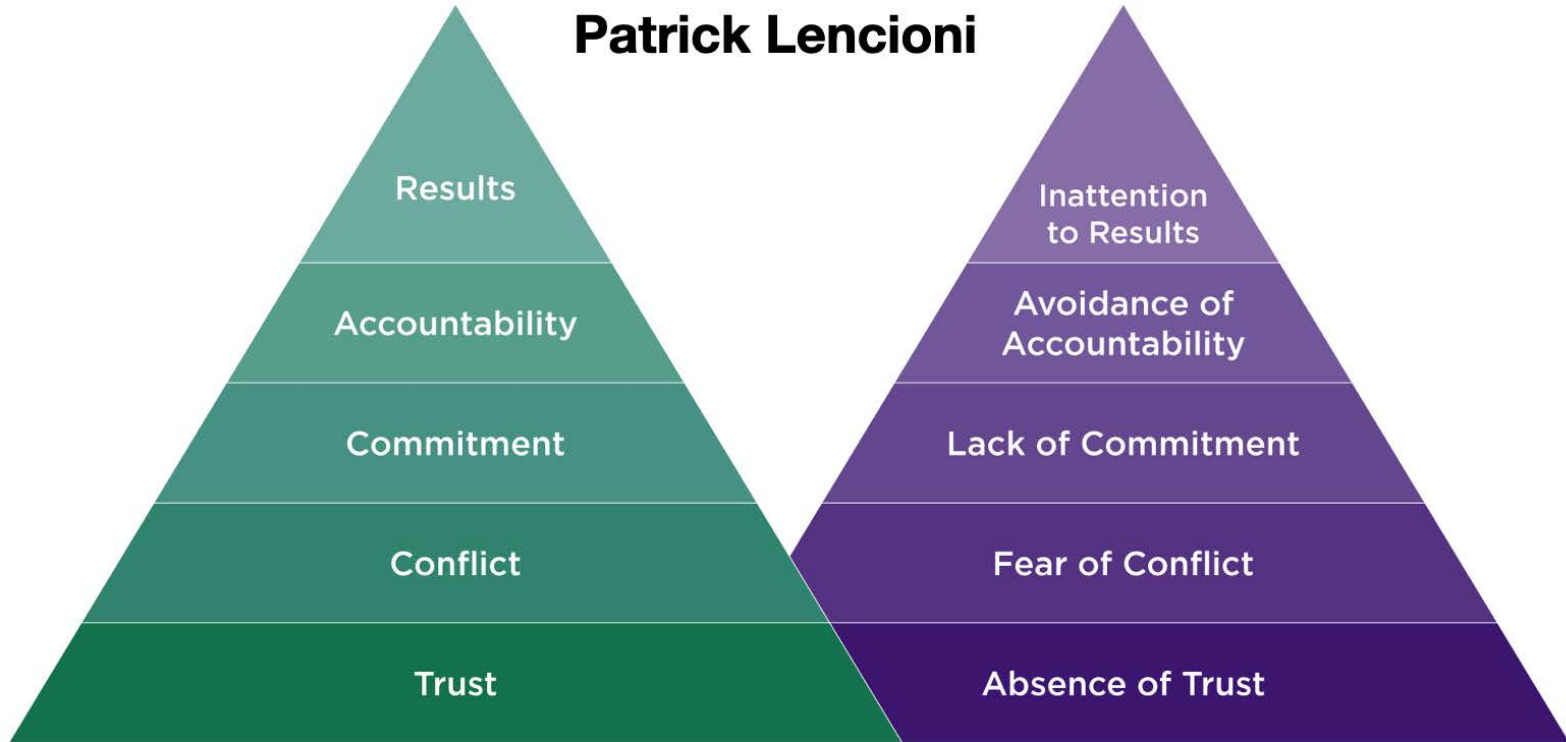 Patrick Lencioni
Results
Accountability
Commitment
Conflict
Trust
Inattention
to Results
Avoidance of
Accountability
Lack of Commitment
Fear of Conflict
Absence of Trust